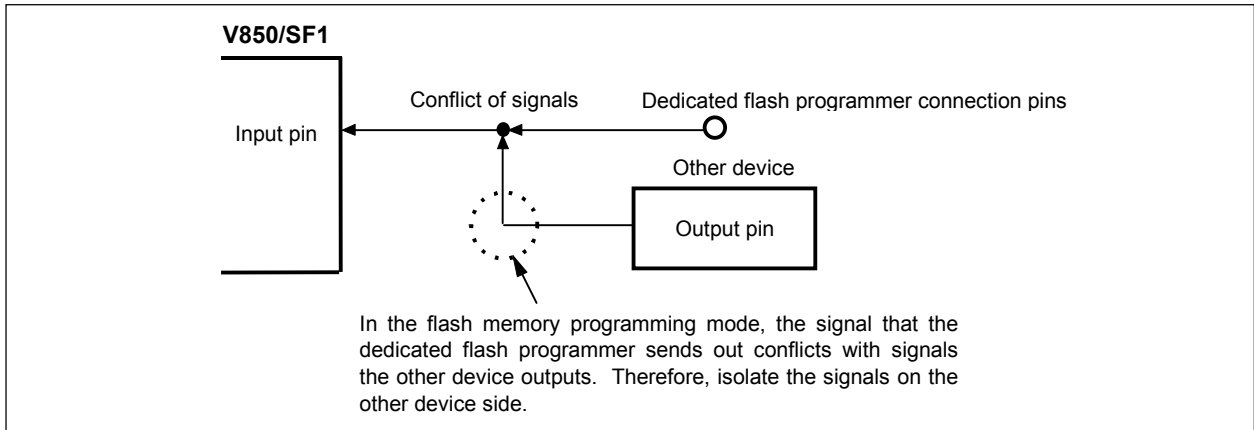 V850/SF1
Conflict of signals
Dedicated flash programmer connection pins
Input pin
Other device
Output pin
In the flash memory programming mode, the signal that the
dedicated flash programmer sends out conflicts with signals
the other device outputs. Therefore, isolate the signals on the
other device side.